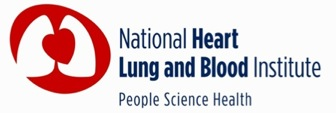 National Heart
Lung and Blood Institute
People Science Health